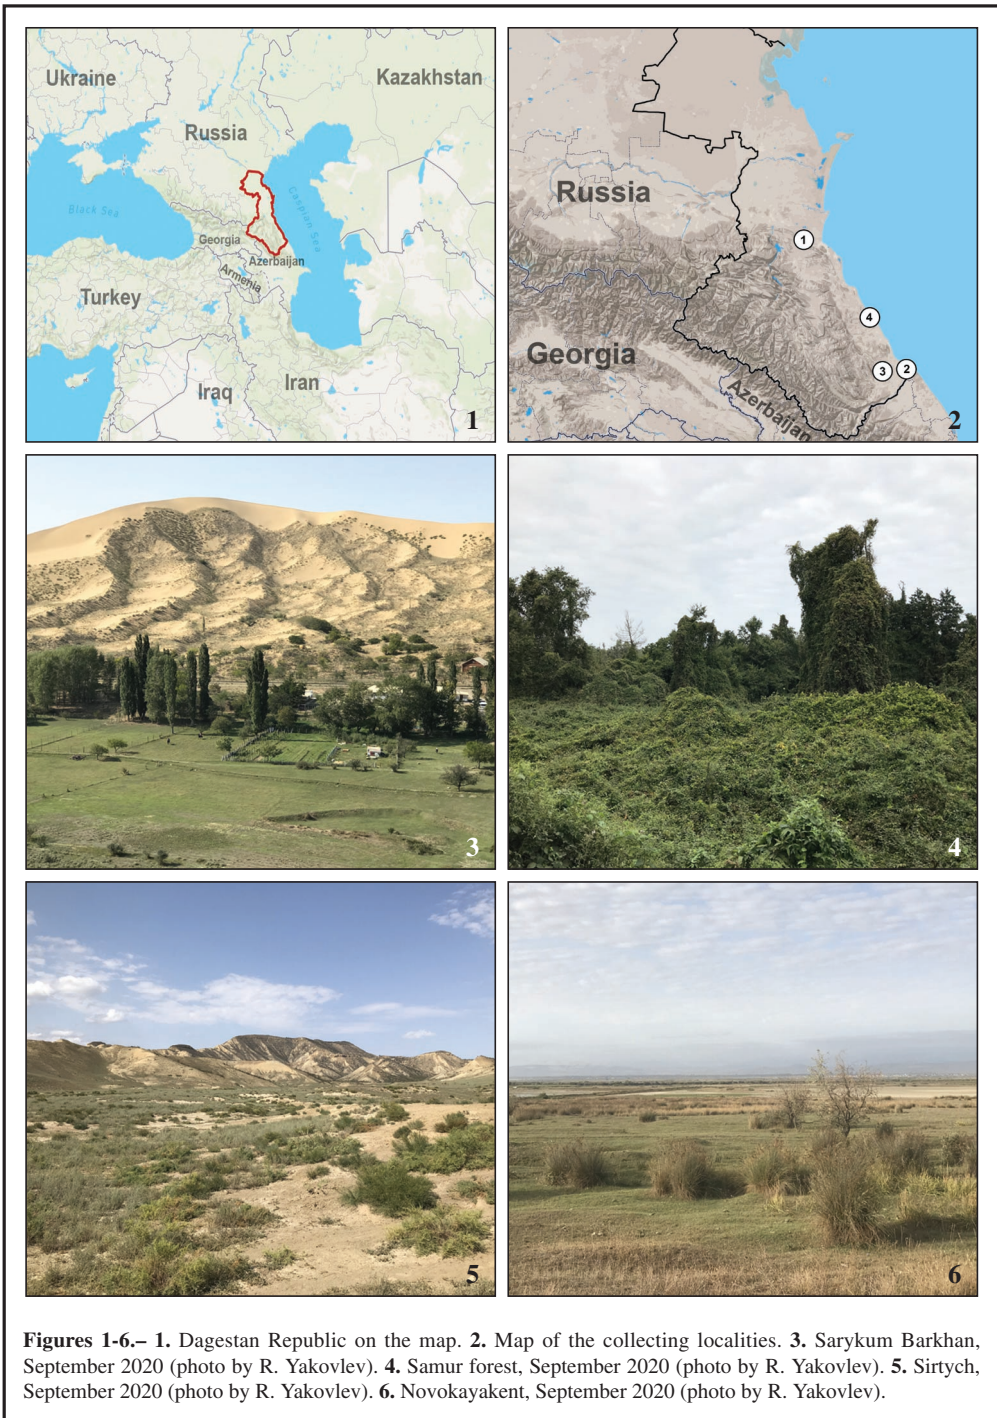 Ukraine
Kazakhstan
Russia
Black Sea
Caspian Sea
Georgia
Azerbaijan
Armenia
Turkey
Iraq
Iran
1
Russia
1
4
Georgia
3
2
Azerbaijan
2
3
4
5
6
Figures 1-6.– 1. Dagestan Republic on the map. 2. Map of the collecting localities. 3. Sarykum Barkhan,
September 2020 (photo by R. Yakovlev). 4. Samur forest, September 2020 (photo by R. Yakovlev). 5. Sirtych,
September 2020 (photo by R. Yakovlev). 6. Novokayakent, September 2020 (photo by R. Yakovlev).